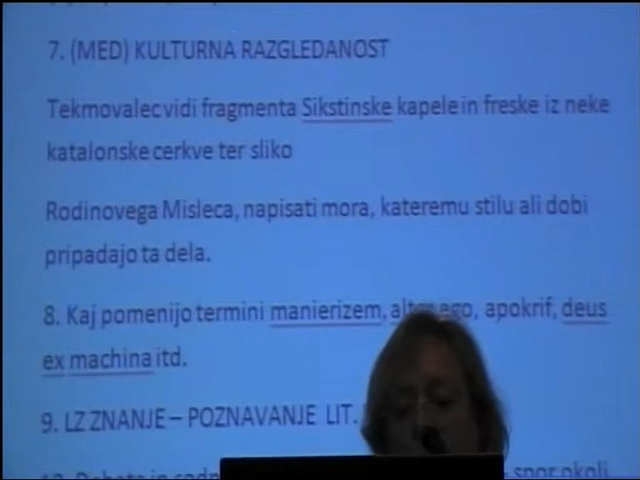 7. (MED) KULTURNA RAZGLEDANOST
Tekmovalec vidi fragmenta Sikstinske kapele in freske iz neke
katalonske cerkve ter sliko
Rodinovega Misleca, napisati mora, kateremu stilu ali dobi
pripadajo ta dela.
8. Kaj pomenijo termini manierizem, alter ego, apokrif, deus
ex machina itd.
9. LZ ZNANJE – POZNAVANJE LIT.
spor okoli